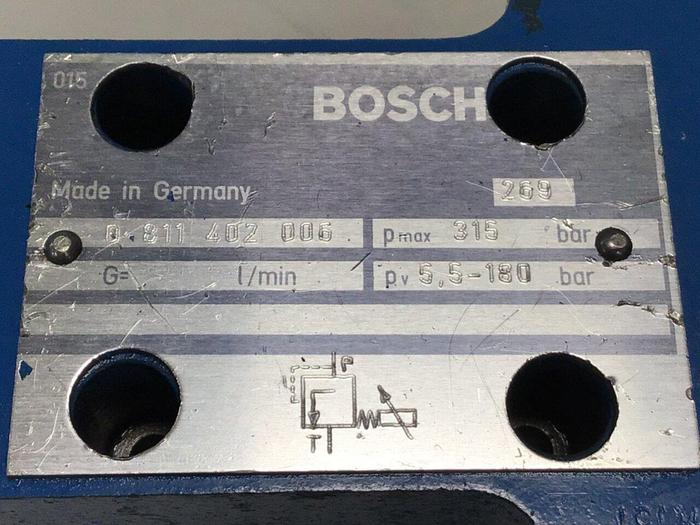 015
BOSCH
Made in Germany 269
0 811 402 006 pmax 315 bar
G= l/min pv 5,5-180 bar
P
T